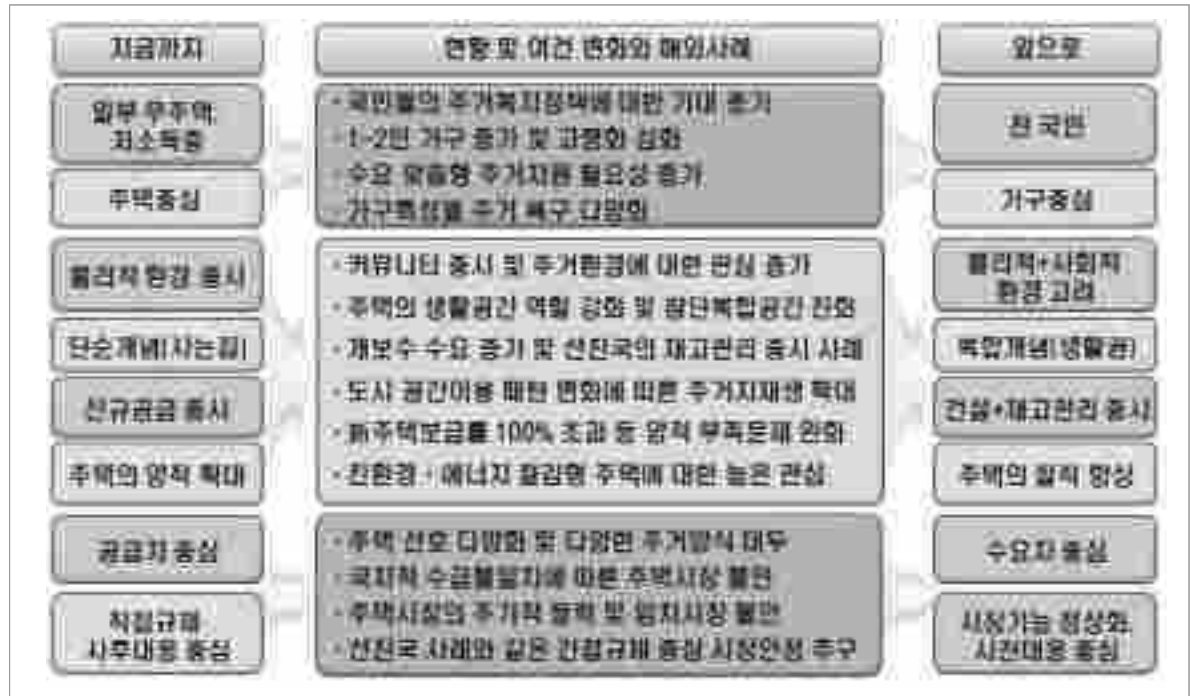 지금까지
현황 및 여건 변화와 해외사례
앞으로
일부 무주택,
저소득층
주택중심
· 국민들의 주거복지정책에 대한 기대 증가
· 1~2인 가구 증가 및 고령화 심화
· 수요 맞춤형 주거지원 필요성 증가
· 가구특성별 주거 욕구 다양화
전 국민
가구중심
물리적 환경 중시
단순개념(사는집)
신규공급 중시
주택의 양적 확대
· 커뮤니티 중시 및 주거환경에 대한 관심 증가
· 주택의 생활공간 역할 강화 및 첨단복합공간 진화
· 개보수 수요 증가 및 선진국의 재고관리 중시 사례
· 도시 공간이용 패턴 변화에 따른 주거지재생 확대
· 新주택보급률 100% 초과 등 양적 부족문제 완화
· 친환경·에너지 절감형 주택에 대한 높은 관심
물리적+사회적
환경 고려
복합개념(생활공)
건설+재고관리 중시
주택의 질적 향상
공급자 중심
직접규제
사후대응 중심
· 주택 선호 다양화 및 다양한 주거양식 대두
· 국지적 수급불일치에 따른 주택시장 불안
· 주택시장의 주기적 등락 및 임차시장 불안
· 선진국 사례와 같은 간접규제 중심 시장안정 추구
수요자 중심
시장기능 정상화,
사전대응 중심